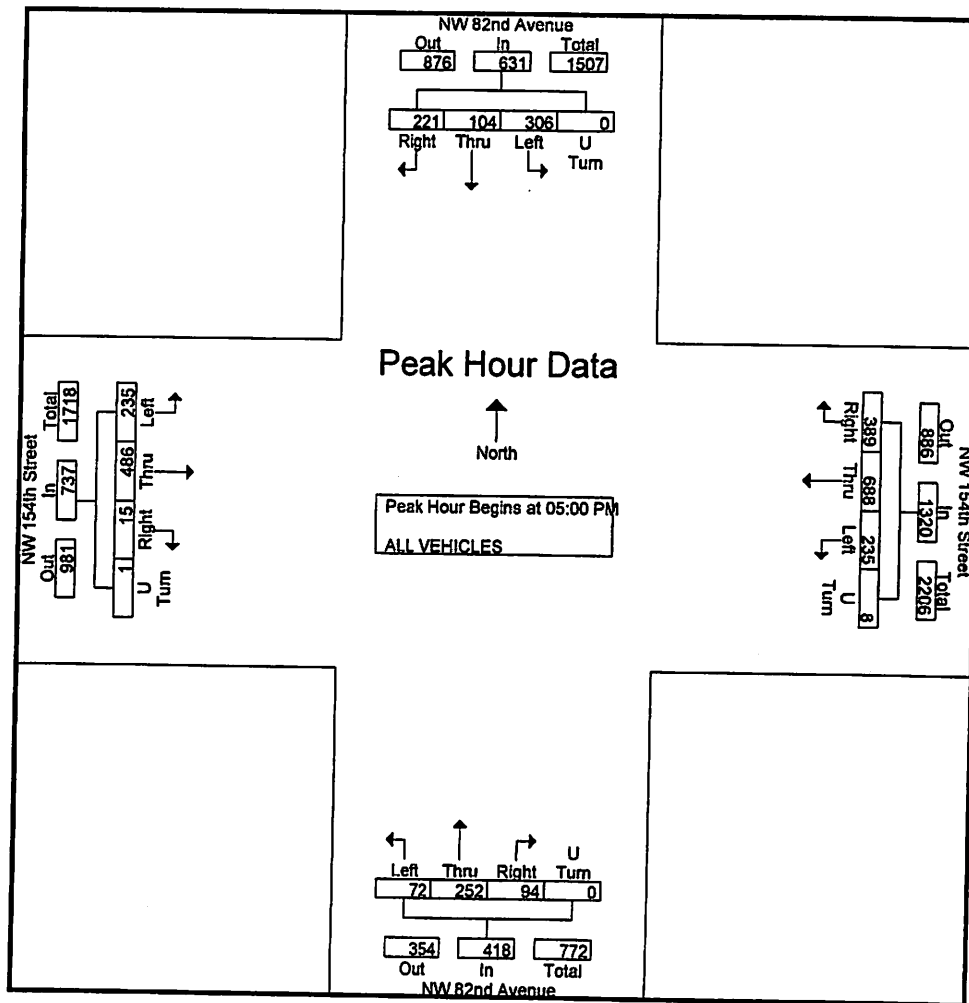 NW 82nd Avenue
Out In Total
876 631 1507
221 104 306 0
Right Thru Left U Turn
Peak Hour Data
North
Peak Hour Begins at 05:00 PM
ALL VEHICLES
NW 154th Street
Total In Out
1718 737 981
235 486 15 1
Left Thru Right U Turn
NW 154th Street
Out In Total
886 1320 2206
389 688 235 8
Right Thru Left U Turn
Left Thru Right U Turn
72 252 94 0
354 418 772
Out In Total
NW 82nd Avenue